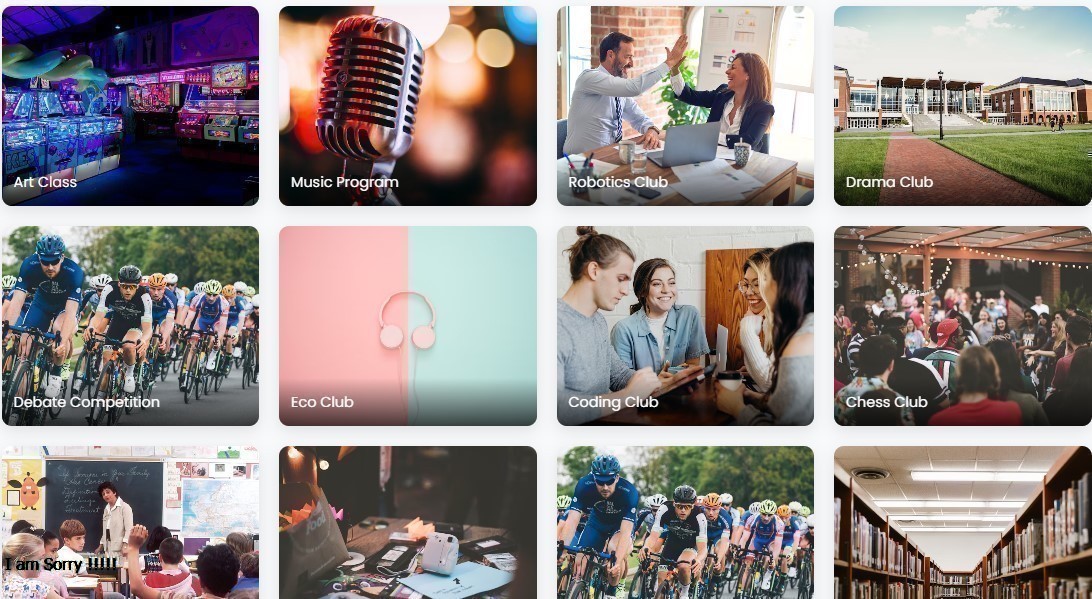 Art Class
Music Program
Robotics Club
Drama Club
Debate Competition
Eco Club
Coding Club
Chess Club
I am Sorry !!!!!